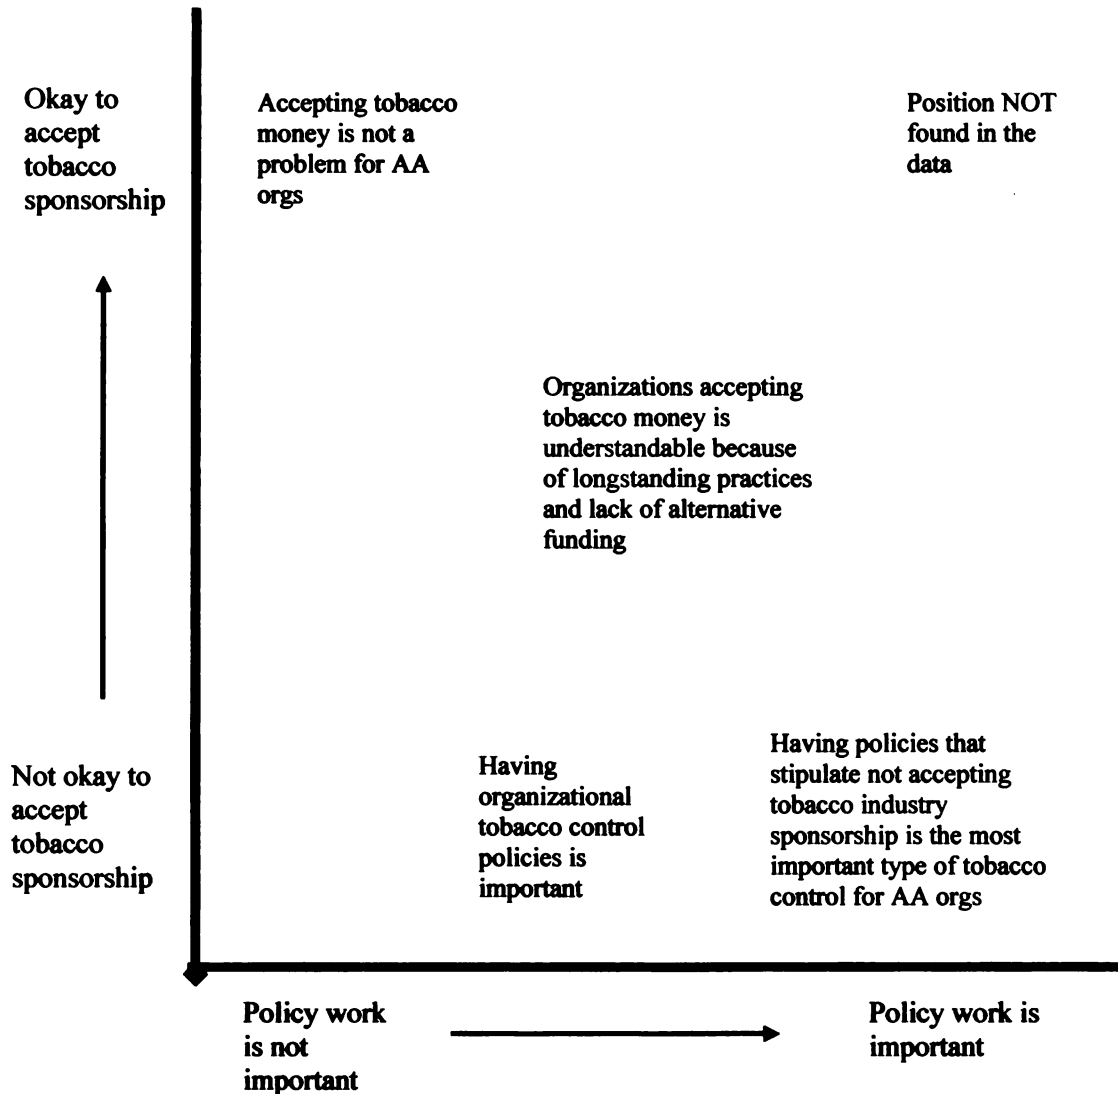 Okay to
accept
tobacco
sponsorship
Accepting tobacco
money is not a
problem for AA
orgs
Position NOT
found in the
data
Organizations accepting
tobacco money is
understandable because
of longstanding practices
and lack of alternative
funding
Not okay to
accept
tobacco
sponsorship
Having
organizational
tobacco control
policies is
important
Having policies that
stipulate not accepting
tobacco industry
sponsorship is the most
important type of tobacco
control for AA orgs
Policy work
is not
important
Policy work is
important